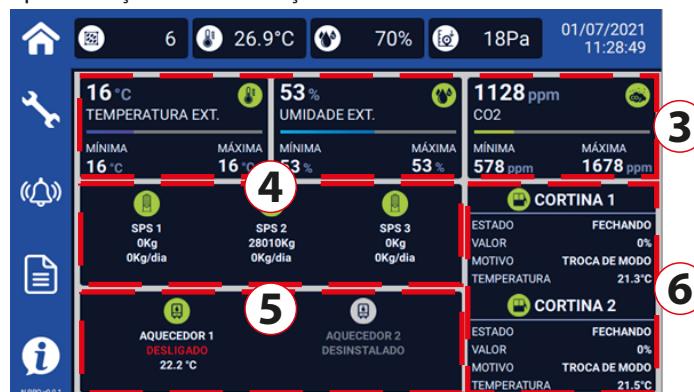 6 26.9°C 70% 18Pa 01/07/2021
11:28:49
16 °C
TEMPERATURA EXT.
MÍNIMA MÁXIMA
16 °C 16 °C
53 %
UMIDADE EXT.
MÍNIMA MÁXIMA
53 % 53 %
1128 ppm
CO2
MÍNIMA MÁXIMA
578 ppm 1678 ppm
3
4
SPS 1
0Kg
0Kg/dia
SPS 2
28010Kg
0Kg/dia
SPS 3
0Kg
0Kg/dia
5
AQUECEDOR 1
DESLIGADO
22.2 °C
AQUECEDOR 2
DESINSTALADO
CORTINA 1
ESTADO FECHANDO
VALOR 0%
MOTIVO TROCA DE MODO
TEMPERATURA 21.3°C
6
CORTINA 2
ESTADO FECHANDO
VALOR 0%
MOTIVO TROCA DE MODO
TEMPERATURA 21.5°C